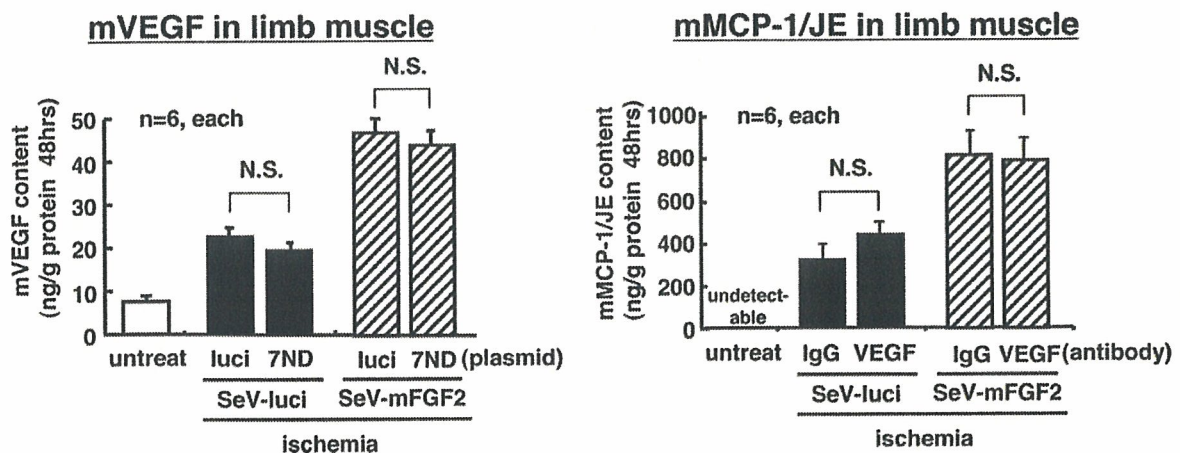 mVEGF in limb muscle
mVEGF content
(ng/g protein 48hrs)
50
40
30
20
10
0
n=6, each
N.S.
N.S.
untreat
luci 7ND luci 7ND (plasmid)
SeV-luci SeV-mFGF2
ischemia
mMCP-1/JE in limb muscle
mMCP-1/JE content
(ng/g protein 48hrs)
1000
800
600
400
200
0
n=6, each
N.S.
N.S.
undetect-
able
untreat
IgG VEGF IgG VEGF (antibody)
SeV-luci SeV-mFGF2
ischemia